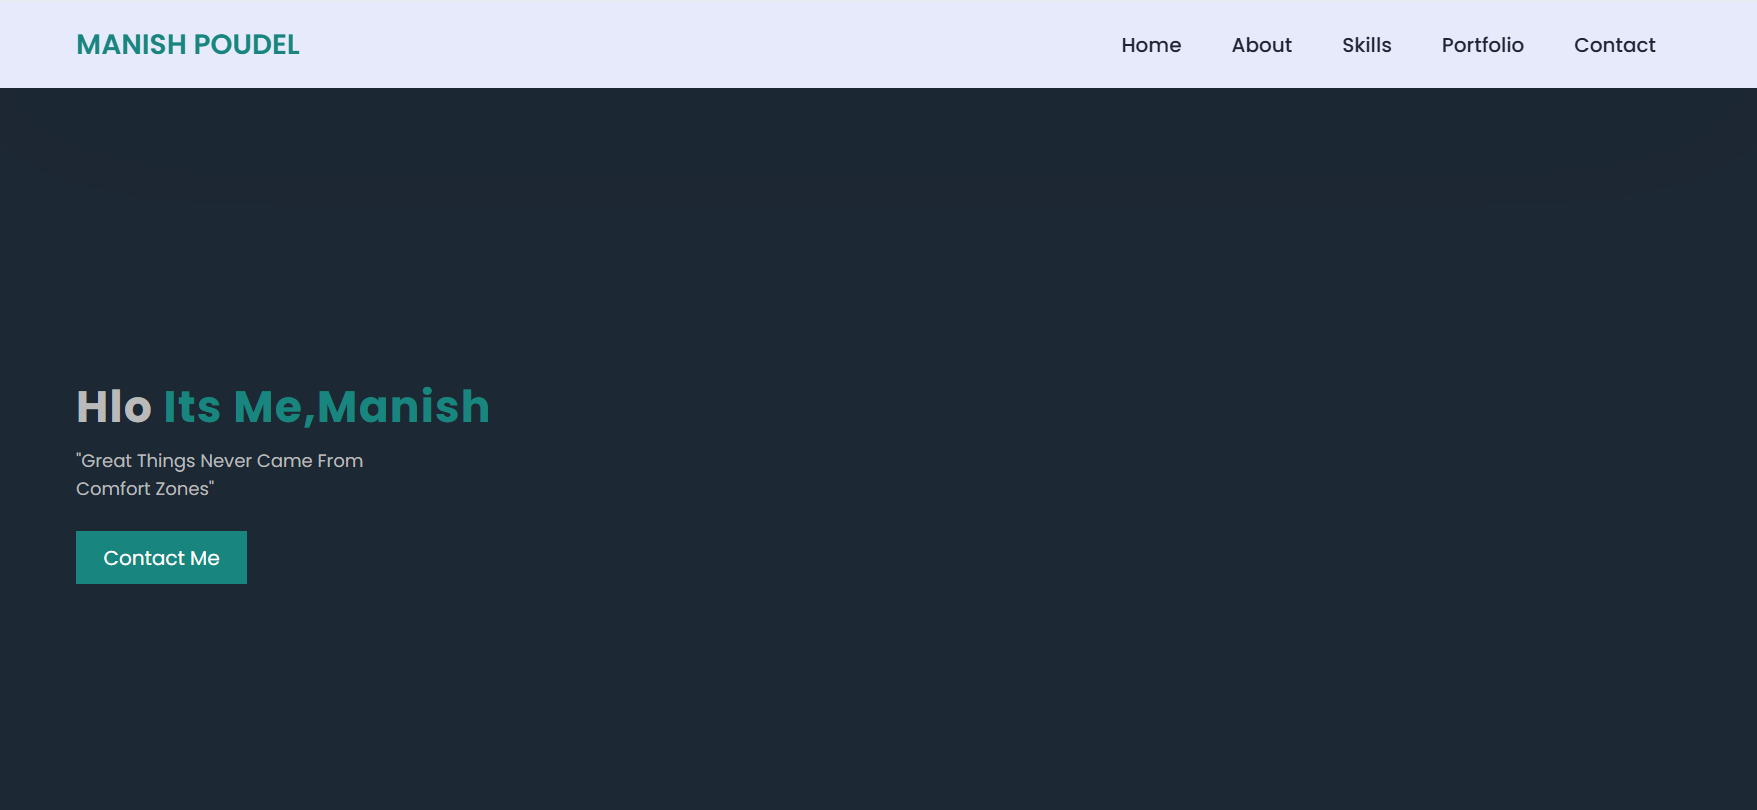 MANISH POUDEL
Home About Skills Portfolio Contact
Hlo Its Me,Manish
"Great Things Never Came From
Comfort Zones"
Contact Me